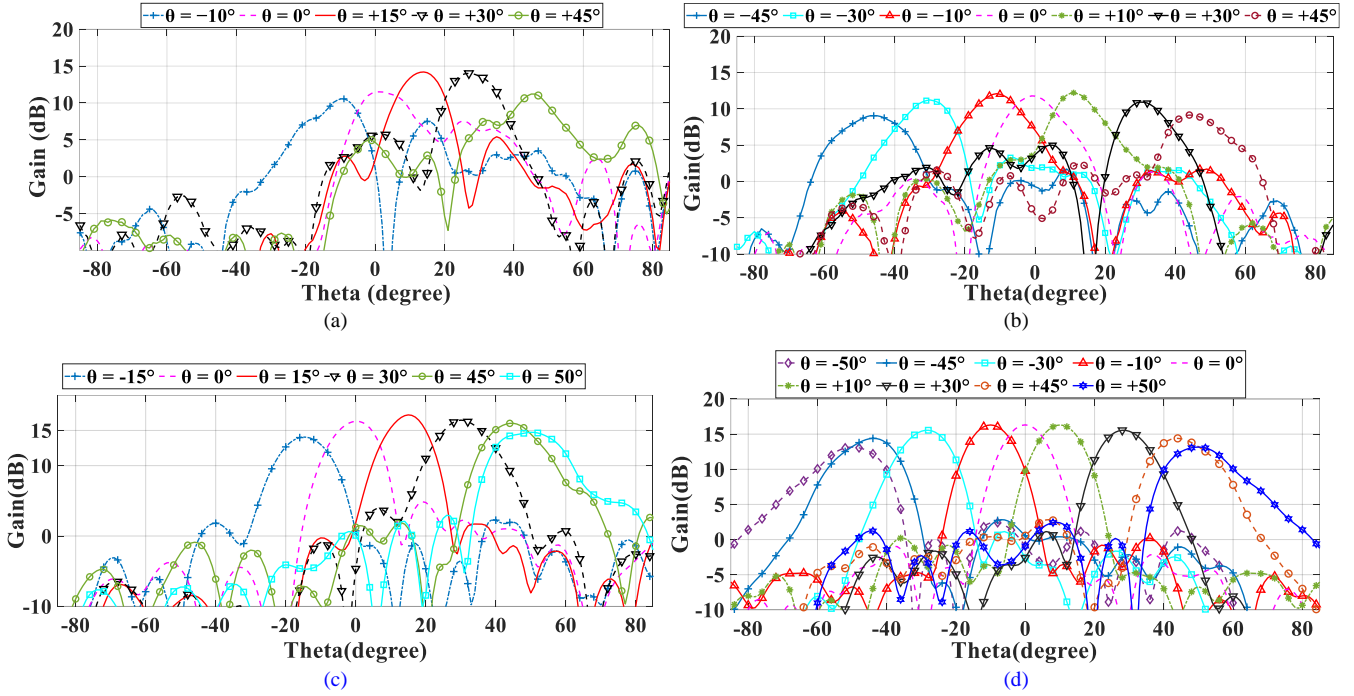 θ = −10° θ = 0° θ = +15° θ = +30° θ = +45°
20
15
10
5
0
-5
Gain (dB)
-80 -60 -40 -20 0 20 40 60 80
Theta (degree)
(a)
θ = -45° θ = -30° θ = -10° θ = 0° θ = +10° θ = +30° θ = +45°
20
15
10
5
0
-5
-10
Gain(dB)
-80 -60 -40 -20 0 20 40 60 80
Theta(degree)
(b)
θ = -15° θ = 0° θ = 15° θ = 30° θ = 45° θ = 50°
15
10
0
-10
Gain(dB)
-80 -60 -40 -20 0 20 40 60 80
Theta(degree)
(c)
θ = -50° θ = -45° θ = -30° θ = -10° θ = 0°
θ = +10° θ = +30° θ = +45° θ = +50°
20
15
10
5
0
-5
-10
Gain(dB)
-80 -60 -40 -20 0 20 40 60 80
Theta(degree)
(d)